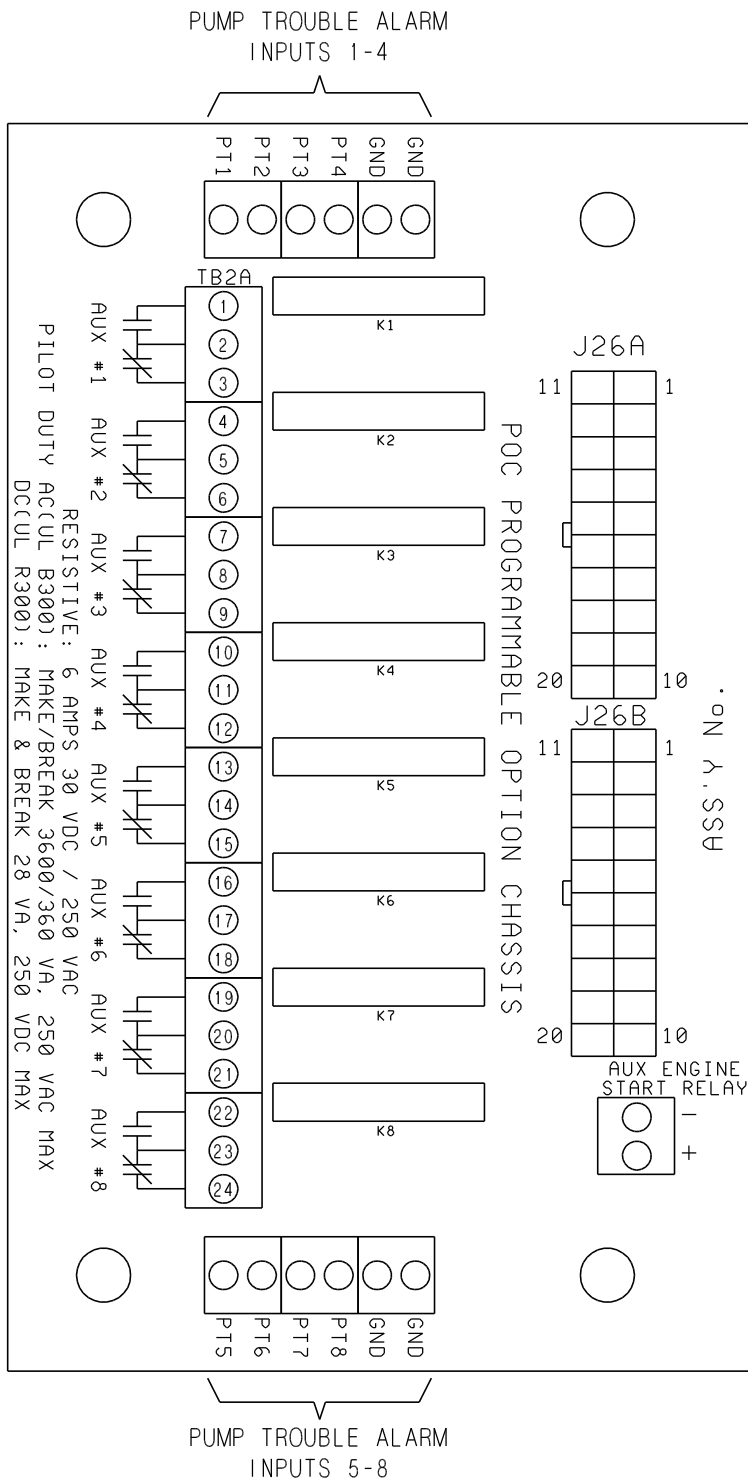 PUMP TROUBLE ALARM
INPUTS 1-4
PT1
PT2
PT3
PT4
GND
GND
TB2A
1
2
3
4
5
6
7
8
9
10
11
12
13
14
15
16
17
18
19
20
21
22
23
24
AUX #1
AUX #2
AUX #3
AUX #4
AUX #5
AUX #6
AUX #7
AUX #8
RESISTIVE: 6 AMPS 30 VDC / 250 VAC
PILOT DUTY AC(UL B300): MAKE/BREAK 3600/360 VA, 250 VAC MAX
DC(UL R300): MAKE & BREAK 28 VA, 250 VDC MAX
K1
K2
K3
K4
K5
K6
K7
K8
POC PROGRAMMABLE OPTION CHASSIS
J26A
11 1
20 10
J26B
11 1
20 10
ASS'Y No.
AUX ENGINE
START RELAY
-
+
PT5
PT6
PT7
PT8
GND
GND
PUMP TROUBLE ALARM
INPUTS 5-8